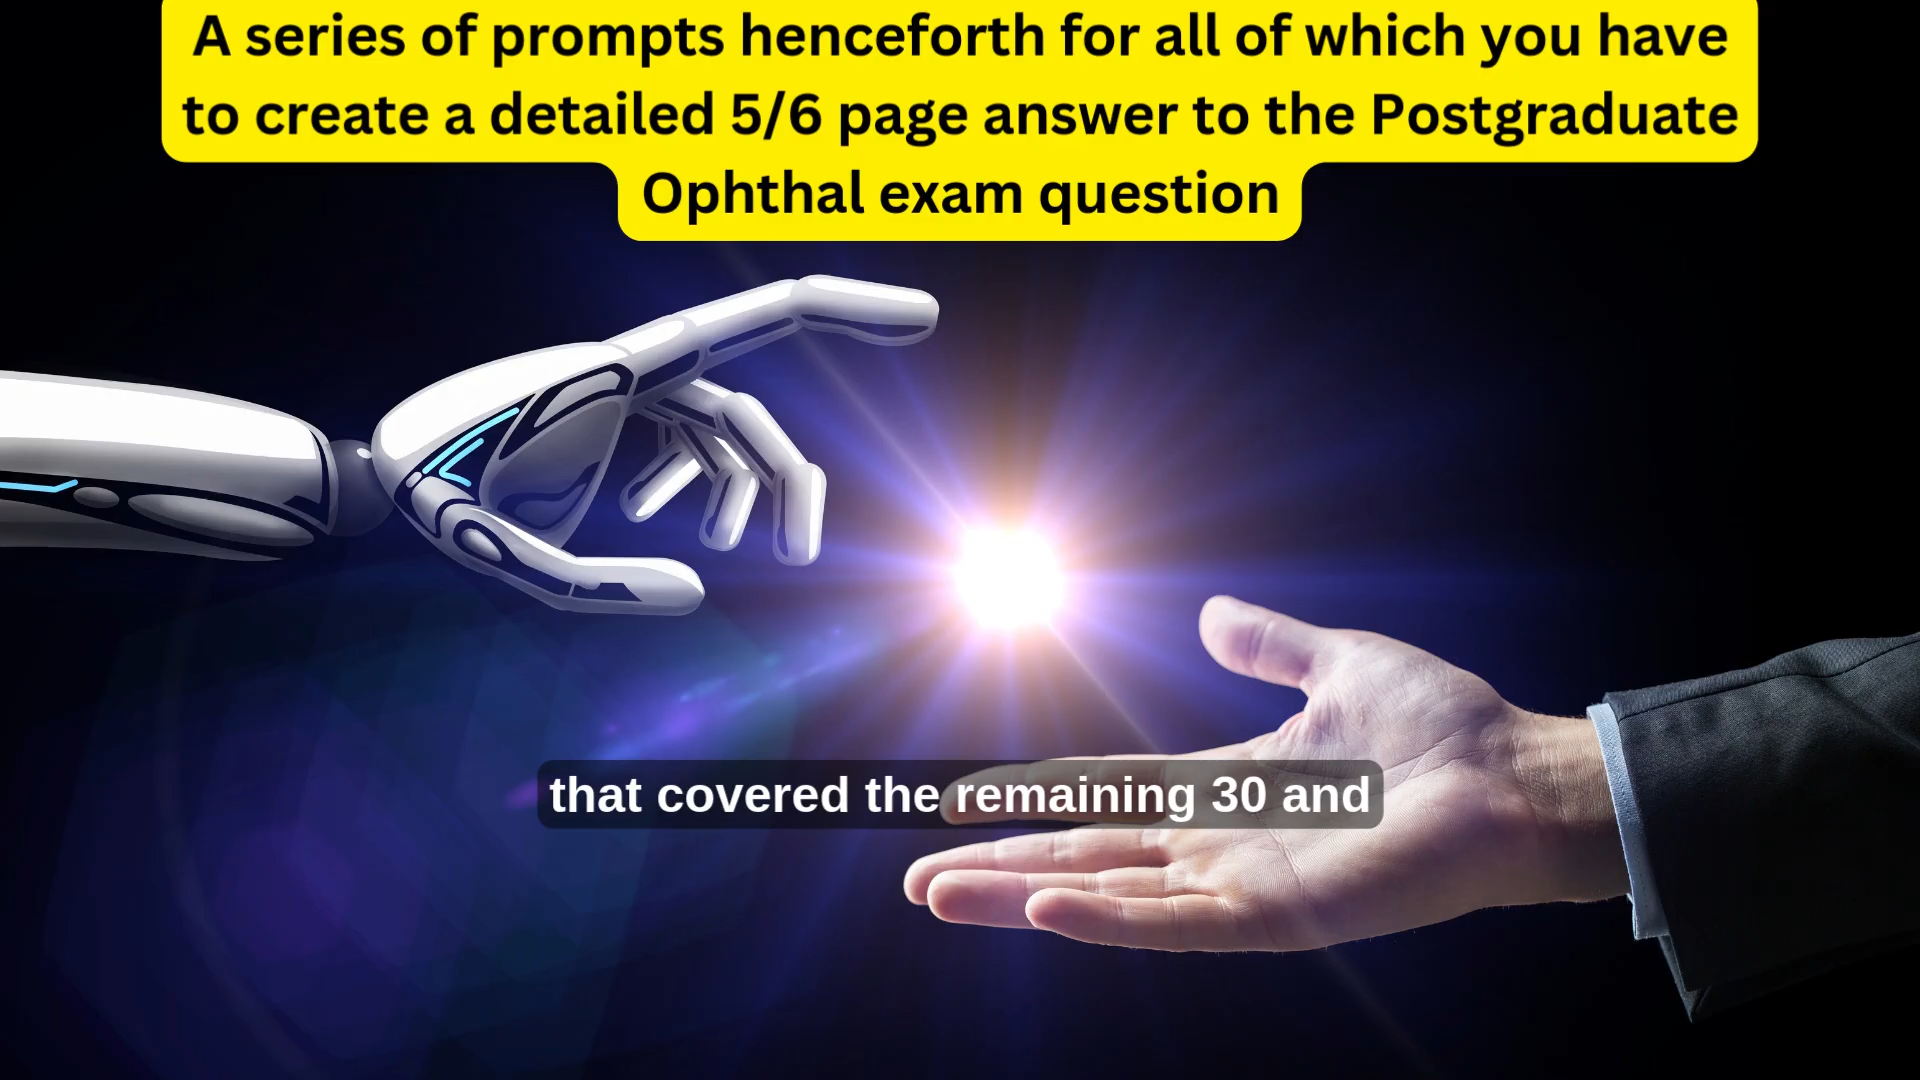 A series of prompts henceforth for all of which you have
to create a detailed 5/6 page answer to the Postgraduate
Ophthal exam question
that covered the remaining 30 and